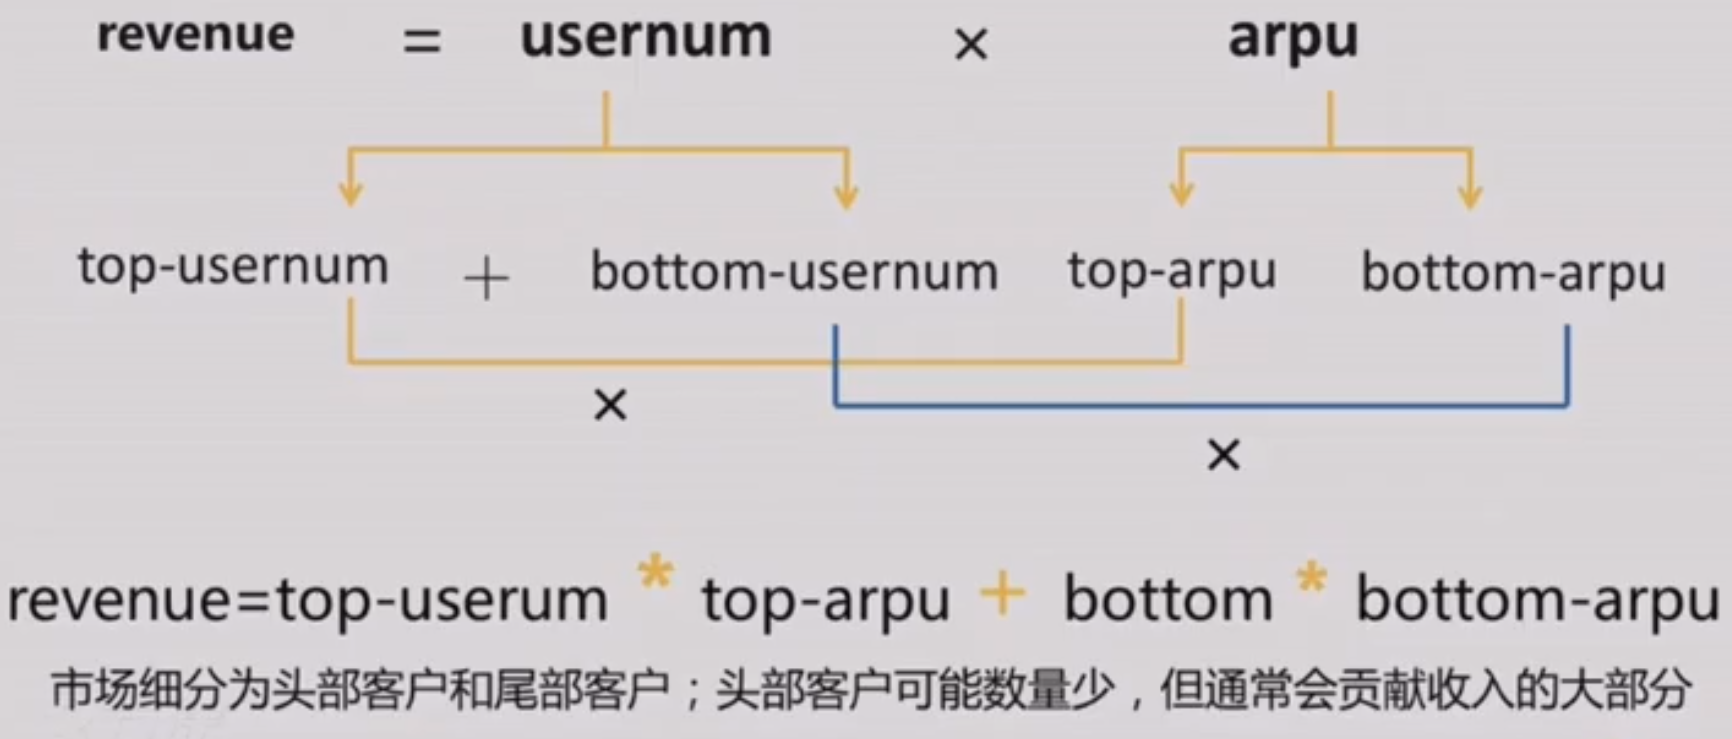 revenue = usernum × arpu
top-usernum + bottom-usernum top-arpu bottom-arpu
×
×
revenue=top-userum * top-arpu + bottom * bottom-arpu
市场细分为头部客户和尾部客户；头部客户可能数量少，但通常会贡献收入的大部分